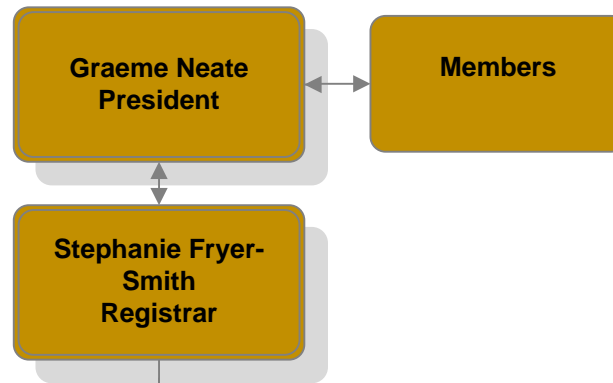 Graeme Neate
President
Members
Stephanie Fryer-
Smith
Registrar